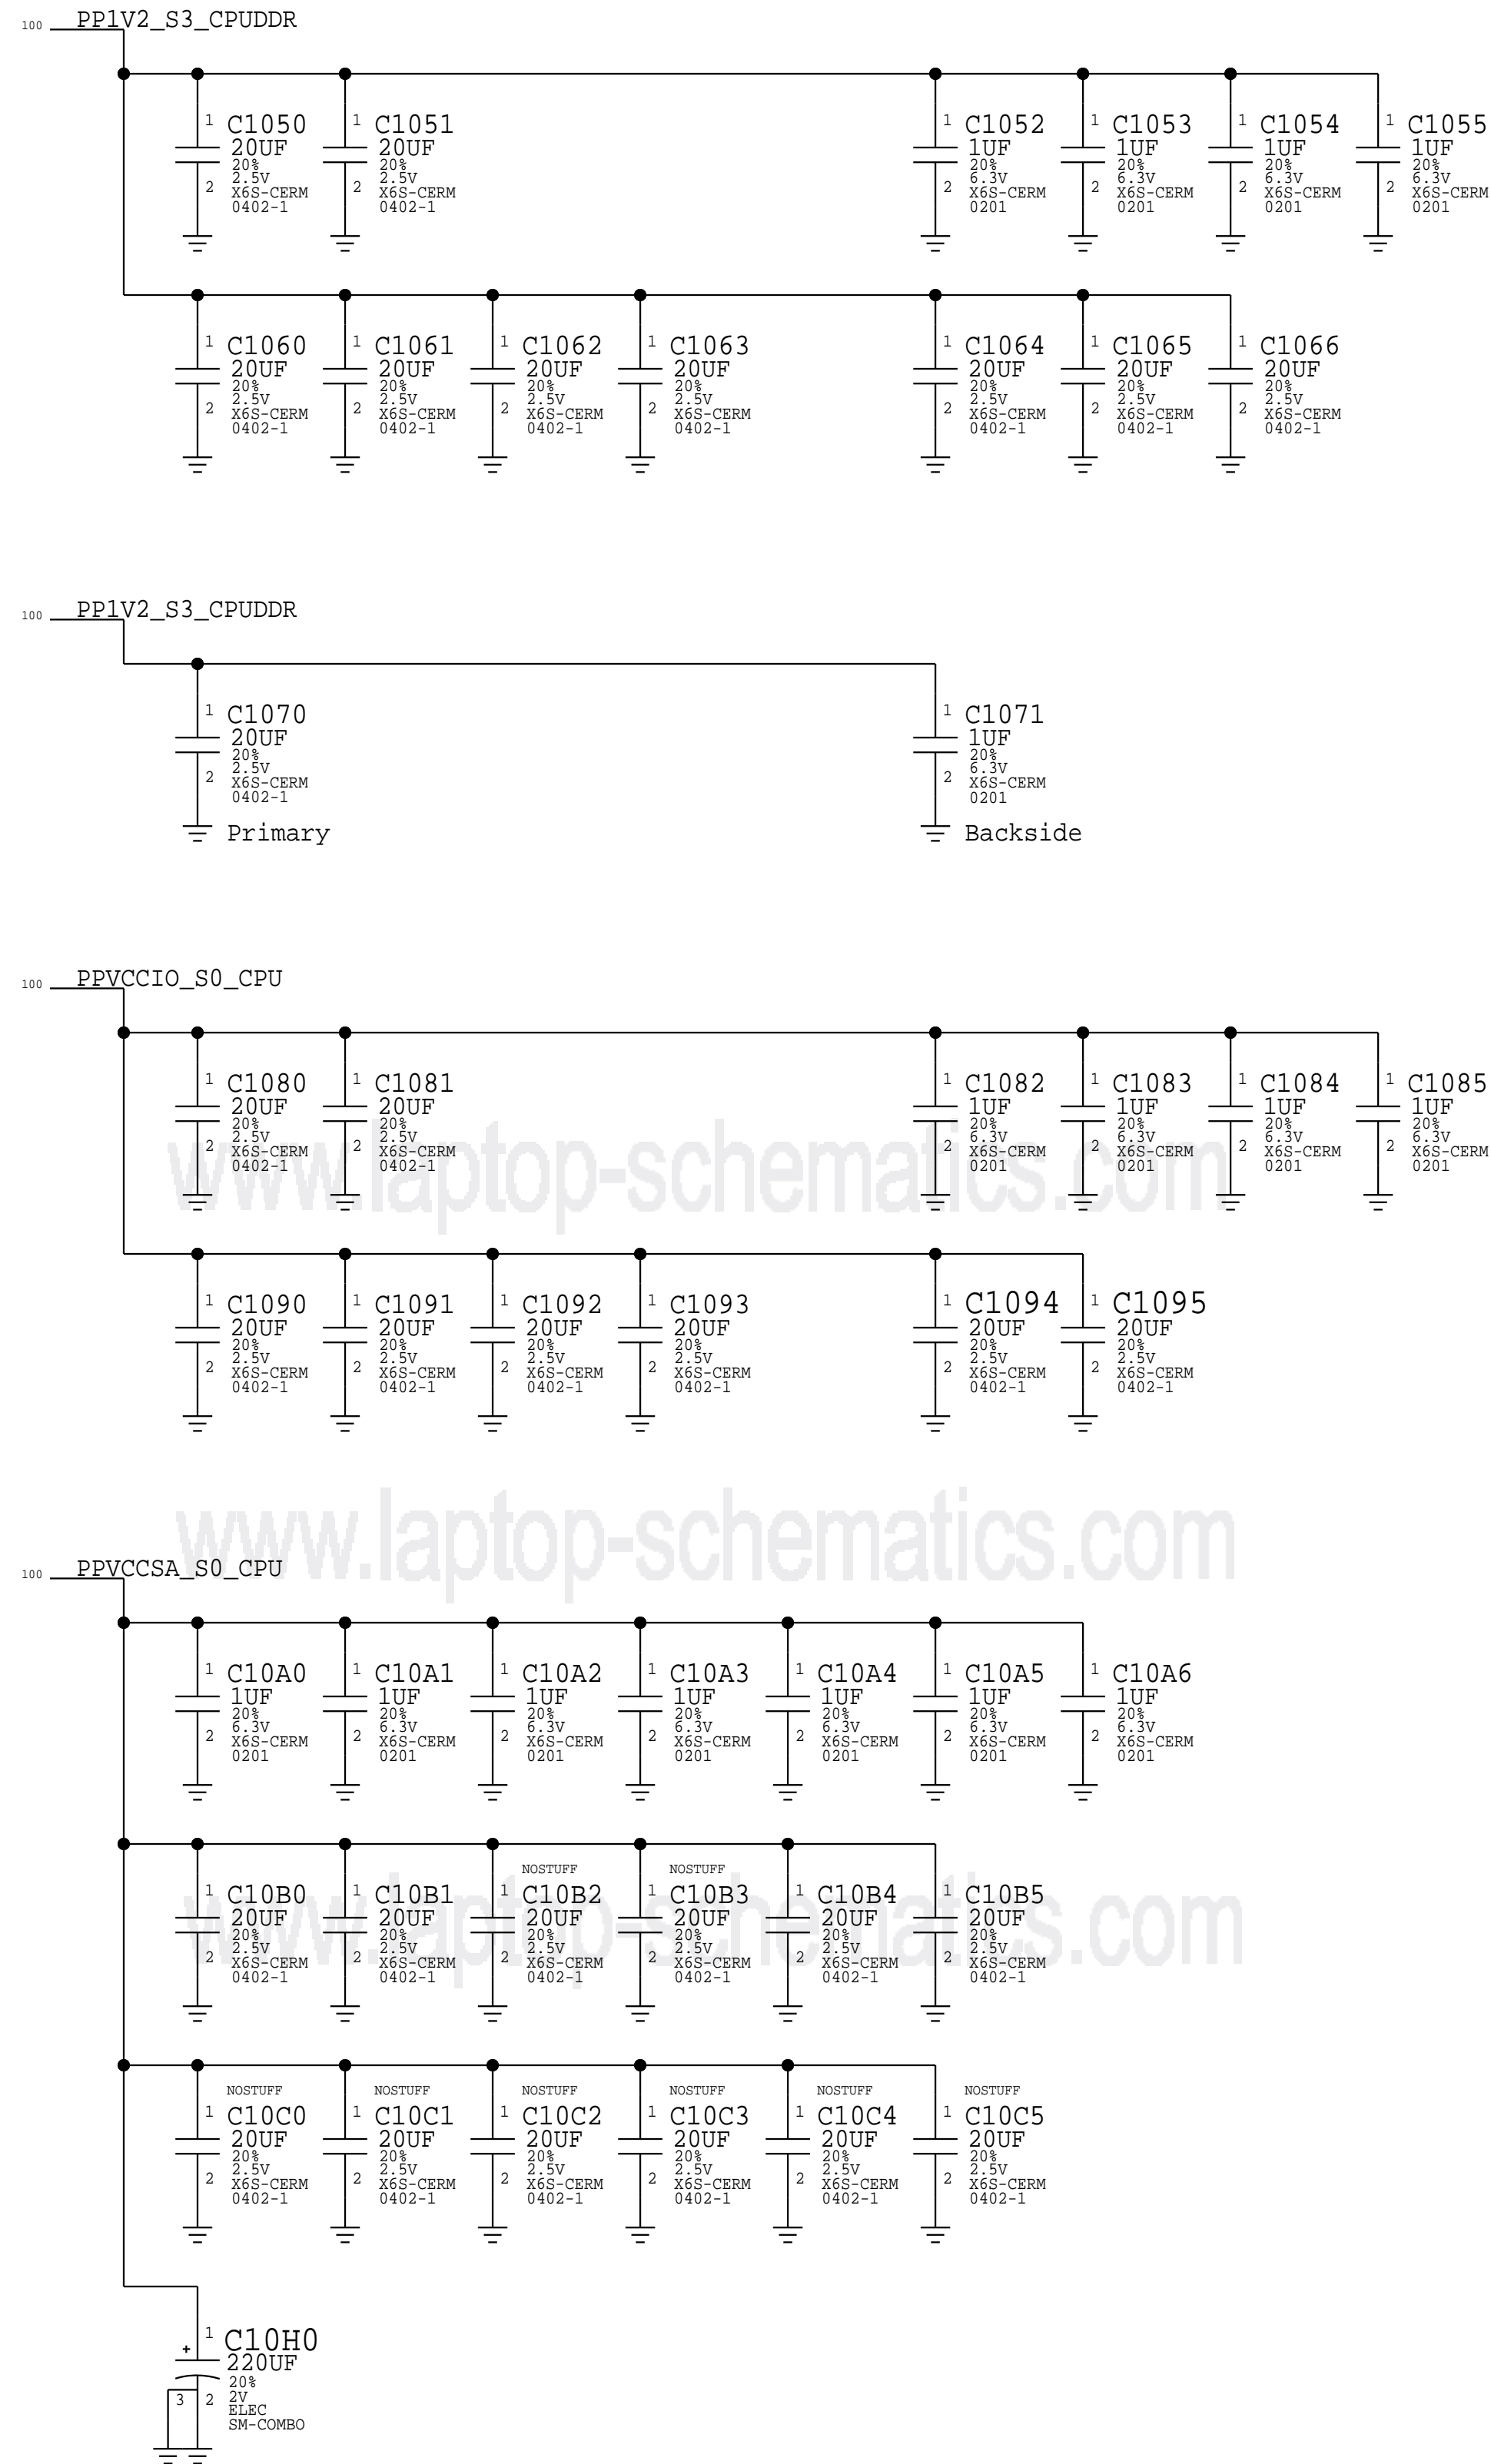 100 PP1V2_S3_CPUDDR
1 C1050 1 C1051 1 C1052 1 C1053 1 C1054 1 C1055
20UF 20UF 1UF 1UF 1UF 1UF
20% 20% 20% 20% 20% 20%
2.5V 2.5V 6.3V 6.3V 6.3V 6.3V
2 X6S-CERM 2 X6S-CERM 2 X6S-CERM 2 X6S-CERM 2 X6S-CERM 2 X6S-CERM
0402-1 0402-1 0201 0201 0201 0201
1 C1060 1 C1061 1 C1062 1 C1063 1 C1064 1 C1065 1 C1066
20UF 20UF 20UF 20UF 20UF 20UF 20UF
20% 20% 20% 20% 20% 20% 20%
2.5V 2.5V 2.5V 2.5V 2.5V 2.5V 2.5V
2 X6S-CERM 2 X6S-CERM 2 X6S-CERM 2 X6S-CERM 2 X6S-CERM 2 X6S-CERM 2 X6S-CERM
0402-1 0402-1 0402-1 0402-1 0402-1 0402-1 0402-1
100 PP1V2_S3_CPUDDR
1 C1070 1 C1071
20UF 1UF
20% 20%
2.5V 6.3V
2 X6S-CERM 2 X6S-CERM
0402-1 0201
Primary Backside
100 PPVCCIO_S0_CPU
1 C1080 1 C1081 1 C1082 1 C1083 1 C1084 1 C1085
20UF 20UF 1UF 1UF 1UF 1UF
20% 20% 20% 20% 20% 20%
2.5V 2.5V 6.3V 6.3V 6.3V 6.3V
2 X6S-CERM 2 X6S-CERM 2 X6S-CERM 2 X6S-CERM 2 X6S-CERM 2 X6S-CERM
0402-1 0402-1 0201 0201 0201 0201
www.laptop-schematics.com
1 C1090 1 C1091 1 C1092 1 C1093 1 C1094 1 C1095
20UF 20UF 20UF 20UF 20UF 20UF
20% 20% 20% 20% 20% 20%
2.5V 2.5V 2.5V 2.5V 2.5V 2.5V
2 X6S-CERM 2 X6S-CERM 2 X6S-CERM 2 X6S-CERM 2 X6S-CERM 2 X6S-CERM
0402-1 0402-1 0402-1 0402-1 0402-1 0402-1
www.laptop-schematics.com
100 PPVCCSA_S0_CPU
1 C10A0 1 C10A1 1 C10A2 1 C10A3 1 C10A4 1 C10A5 1 C10A6
1UF 1UF 1UF 1UF 1UF 1UF 1UF
20% 20% 20% 20% 20% 20% 20%
6.3V 6.3V 6.3V 6.3V 6.3V 6.3V 6.3V
2 X6S-CERM 2 X6S-CERM 2 X6S-CERM 2 X6S-CERM 2 X6S-CERM 2 X6S-CERM 2 X6S-CERM
0201 0201 0201 0201 0201 0201 0201
NOSTUFF NOSTUFF
1 C10B0 1 C10B1 1 C10B2 1 C10B3 1 C10B4 1 C10B5
20UF 20UF 20UF 20UF 20UF 20UF
20% 20% 20% 20% 20% 20%
2.5V 2.5V 2.5V 2.5V 2.5V 2.5V
2 X6S-CERM 2 X6S-CERM 2 X6S-CERM 2 X6S-CERM 2 X6S-CERM 2 X6S-CERM
0402-1 0402-1 0402-1 0402-1 0402-1 0402-1
www.laptop-schematics.com
NOSTUFF NOSTUFF NOSTUFF NOSTUFF NOSTUFF NOSTUFF
1 C10C0 1 C10C1 1 C10C2 1 C10C3 1 C10C4 1 C10C5
20UF 20UF 20UF 20UF 20UF 20UF
20% 20% 20% 20% 20% 20%
2.5V 2.5V 2.5V 2.5V 2.5V 2.5V
2 X6S-CERM 2 X6S-CERM 2 X6S-CERM 2 X6S-CERM 2 X6S-CERM 2 X6S-CERM
0402-1 0402-1 0402-1 0402-1 0402-1 0402-1
1 C10H0
+ 220UF
20%
3 2 2V
ELEC
SM-COMBO